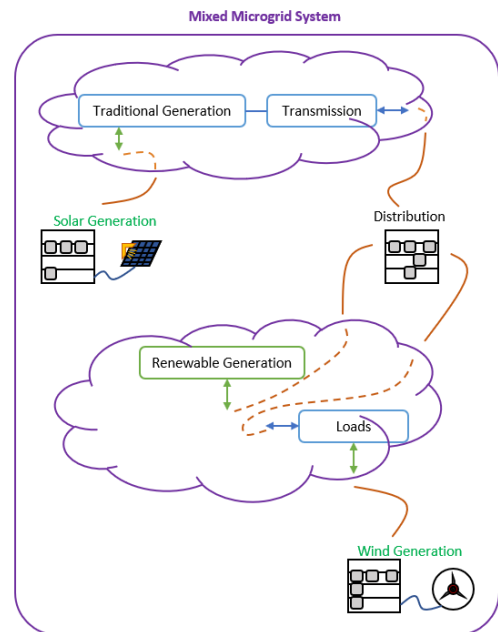 Mixed Microgrid System
Traditional Generation
Transmission
Solar Generation
Distribution
Renewable Generation
Loads
Wind Generation